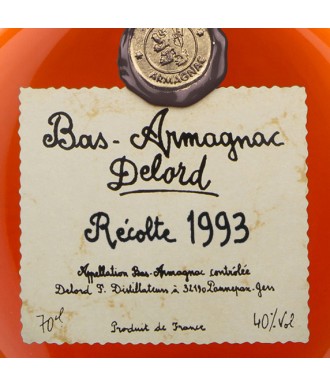 ARMAGNAC
Bas-Armagnac
Delord
Récolte 1993
Appellation Bas-Armagnac contrôlée
Delord F. Distillateurs à 32190 Lannepax-Gers
70cl
40% Vol
Produit de France